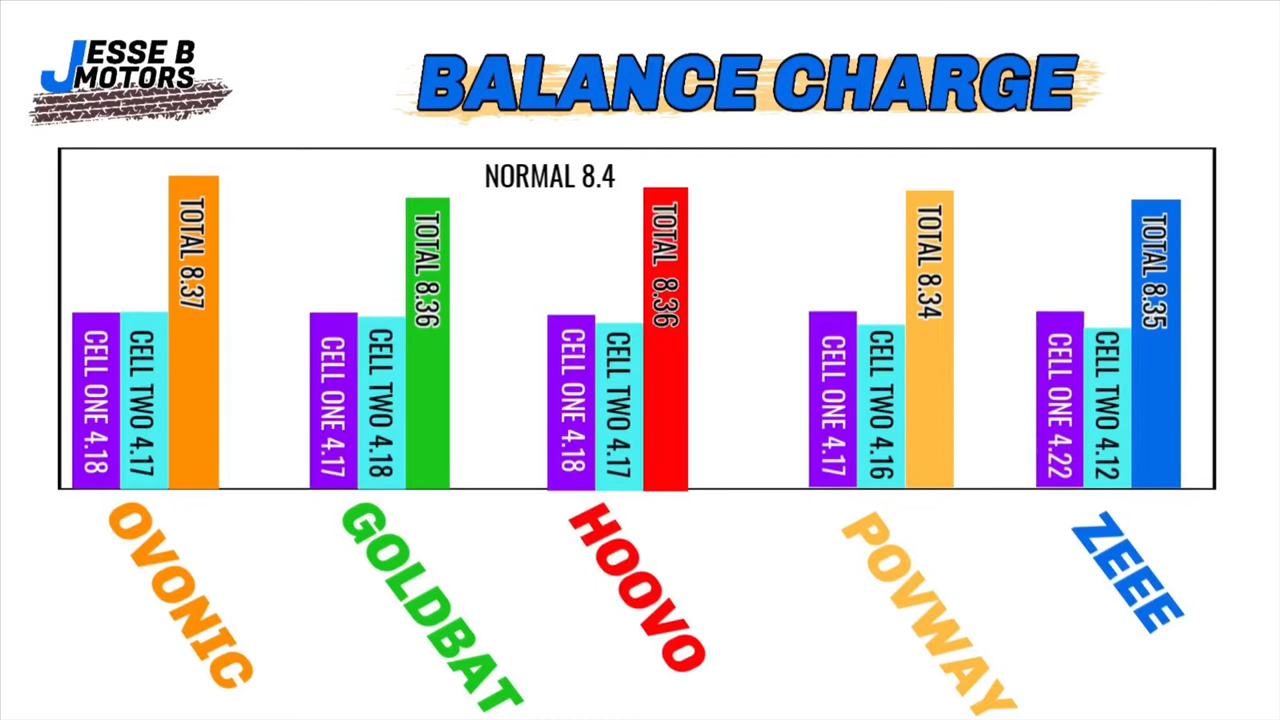 JESSE B
MOTORS
BALANCE CHARGE
NORMAL 8.4
CELL ONE 4.18
CELL TWO 4.17
TOTAL 8.37
CELL ONE 4.17
CELL TWO 4.18
TOTAL 8.36
CELL ONE 4.18
CELL TWO 4.17
TOTAL 8.36
CELL ONE 4.17
CELL TWO 4.16
TOTAL 8.34
CELL ONE 4.22
CELL TWO 4.12
TOTAL 8.35
OVONIC
GOLDBAT
HOOVO
POVWAY
ZEEE